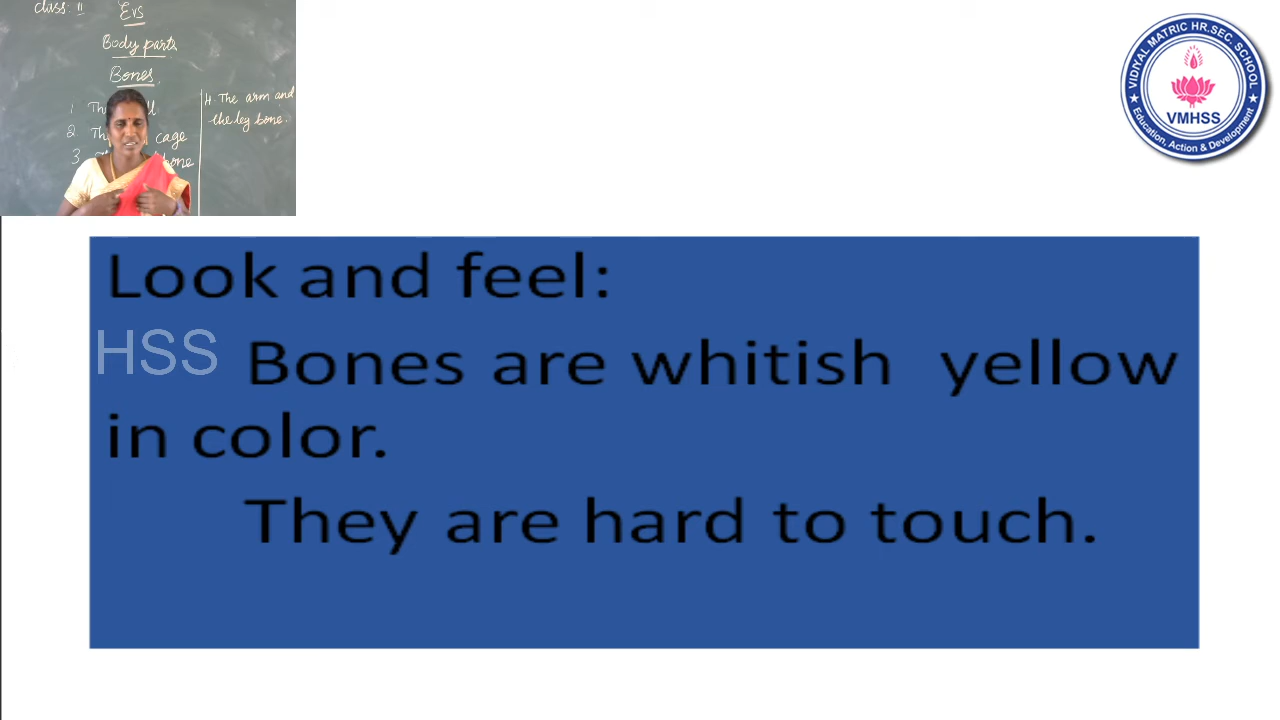 class: II
Evs
Body parts
Bones
1. The
2. The cage
3. bone
4. The arm and
the leg bone.
VIDIYAL MATRIC HR.SEC. SCHOOL
VMHSS
Education, Action & Development
Look and feel:
HSS
Bones are whitish yellow
in color.
They are hard to touch.